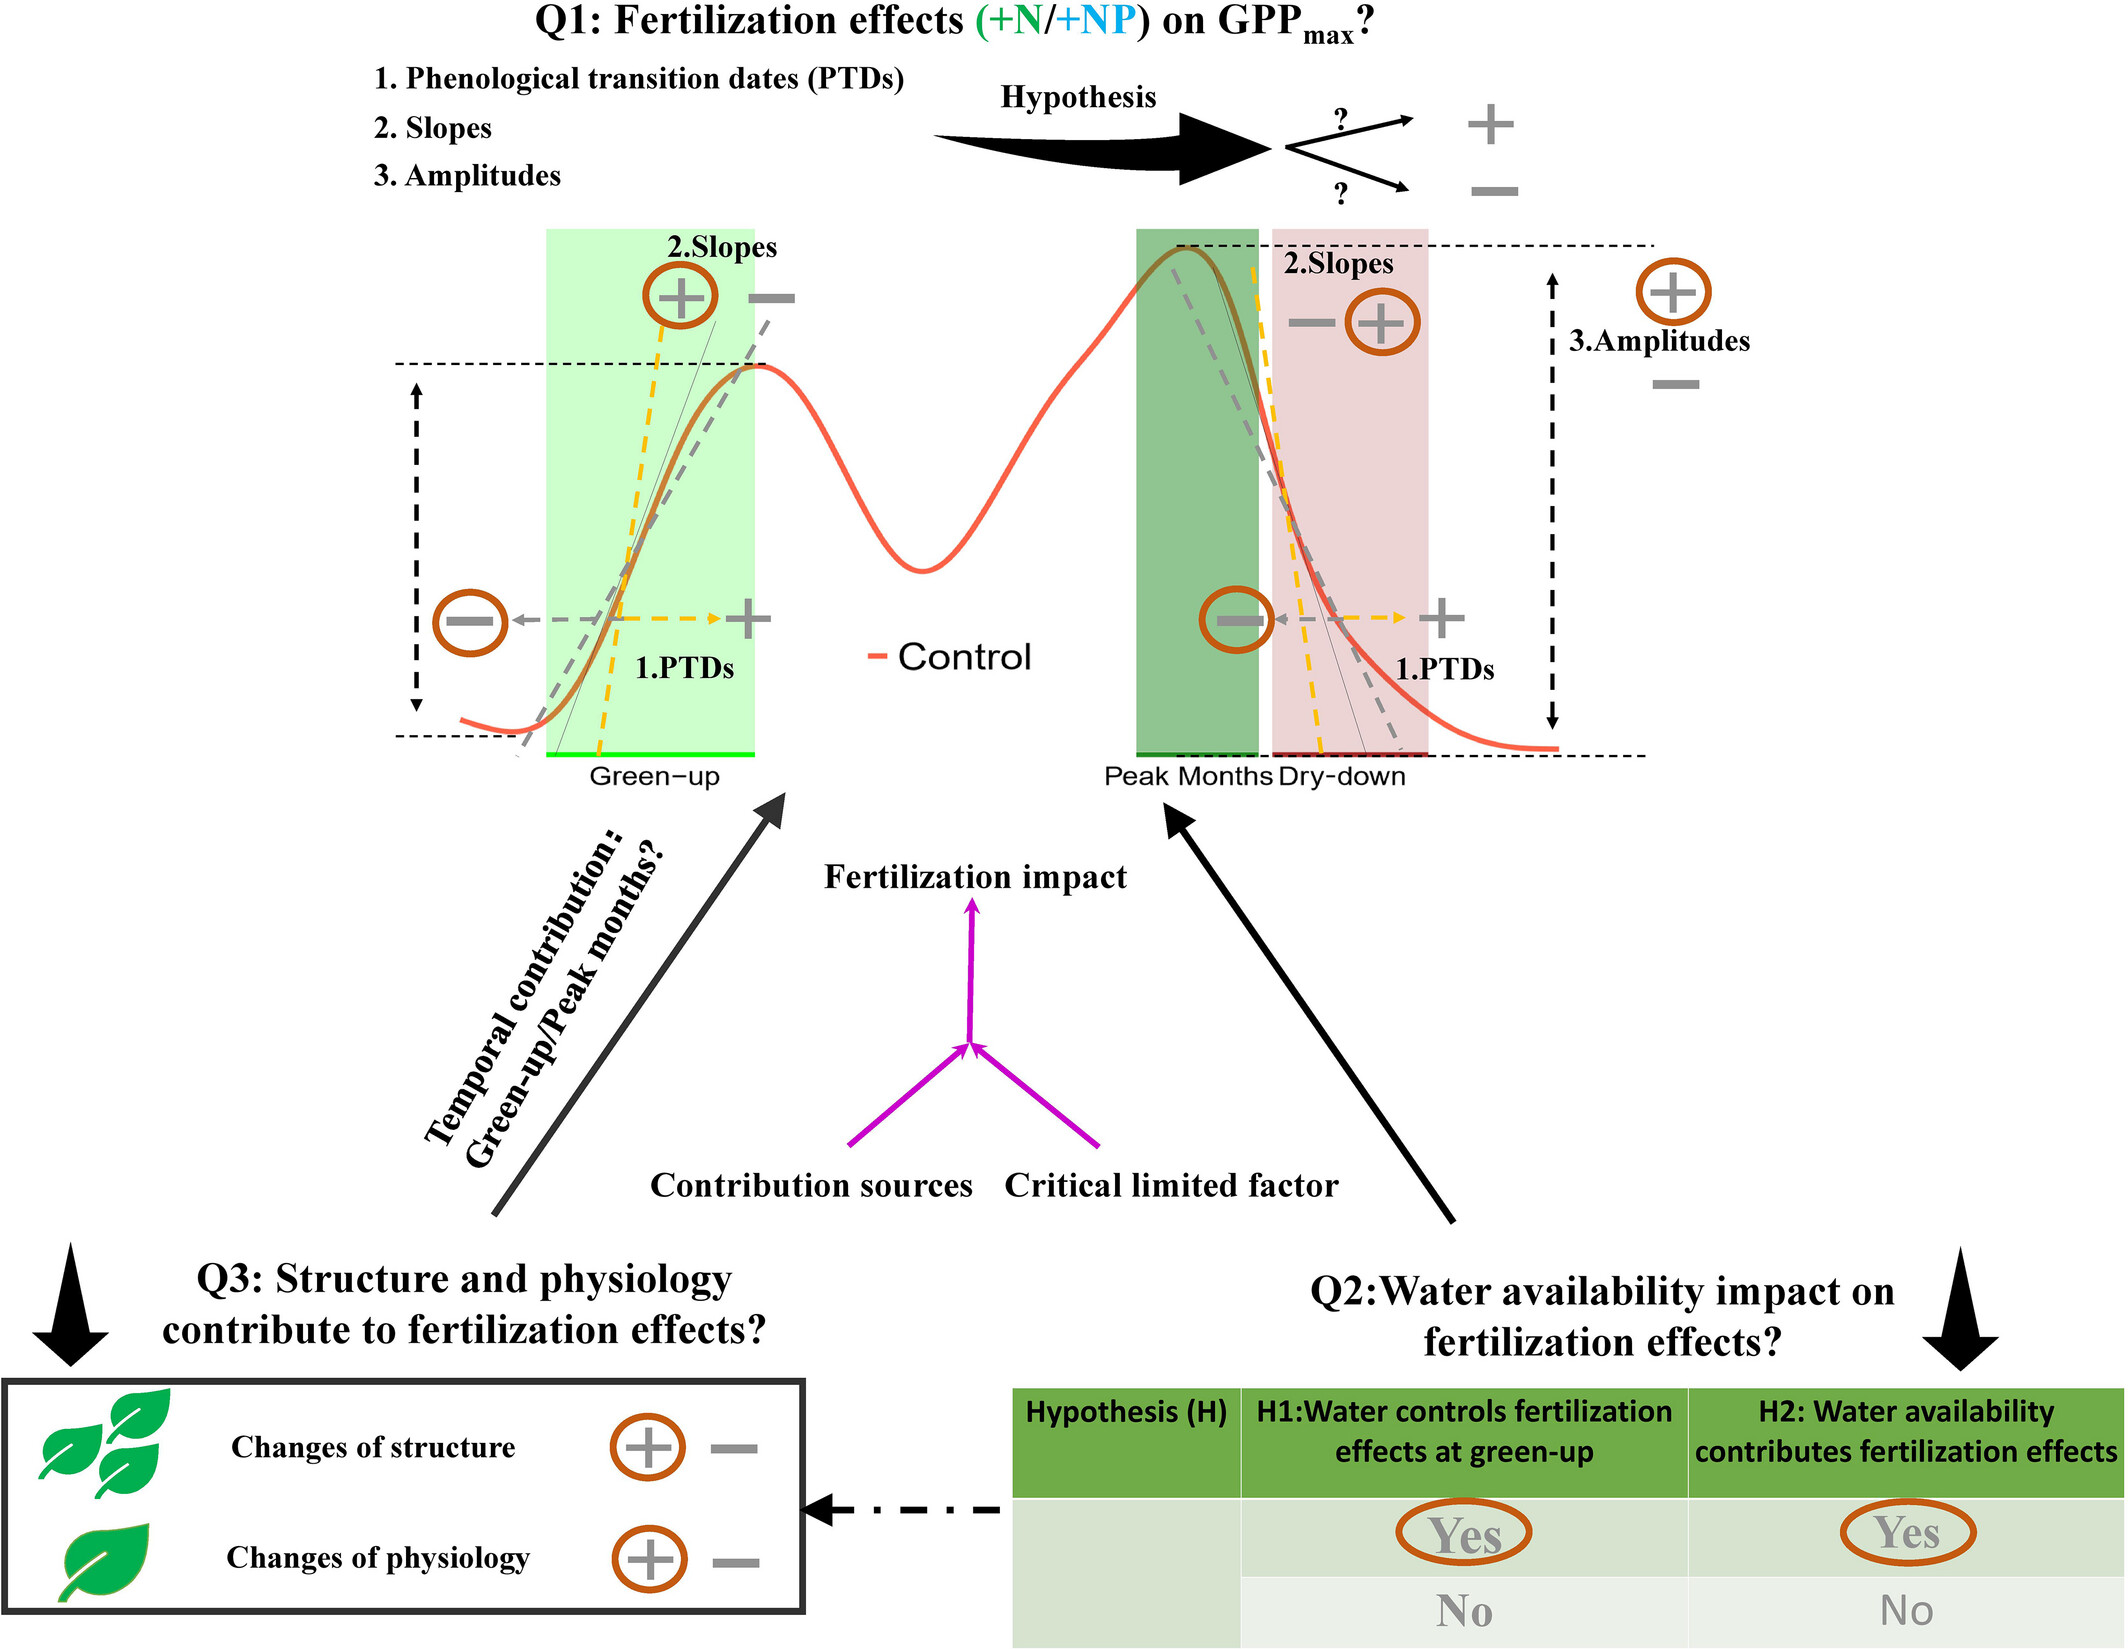 Q1: Fertilization effects (+N/+NP) on GPPmax?
1. Phenological transition dates (PTDs)
2. Slopes
3. Amplitudes
Hypothesis
?
+
?
−
2.Slopes
+ −
2.Slopes
− +
+
3.Amplitudes
−
− +
1.PTDs
− Control
− +
1.PTDs
Green−up
Peak Months
Dry−down
Temporal contribution:
Green-up/Peak months?
Fertilization impact
Contribution sources
Critical limited factor
Q3: Structure and physiology
contribute to fertilization effects?
Changes of structure + −
Changes of physiology + −
Q2:Water availability impact on
fertilization effects?
Hypothesis (H)
H1:Water controls fertilization
effects at green-up
H2: Water availability
contributes fertilization effects
Yes
Yes
No
No